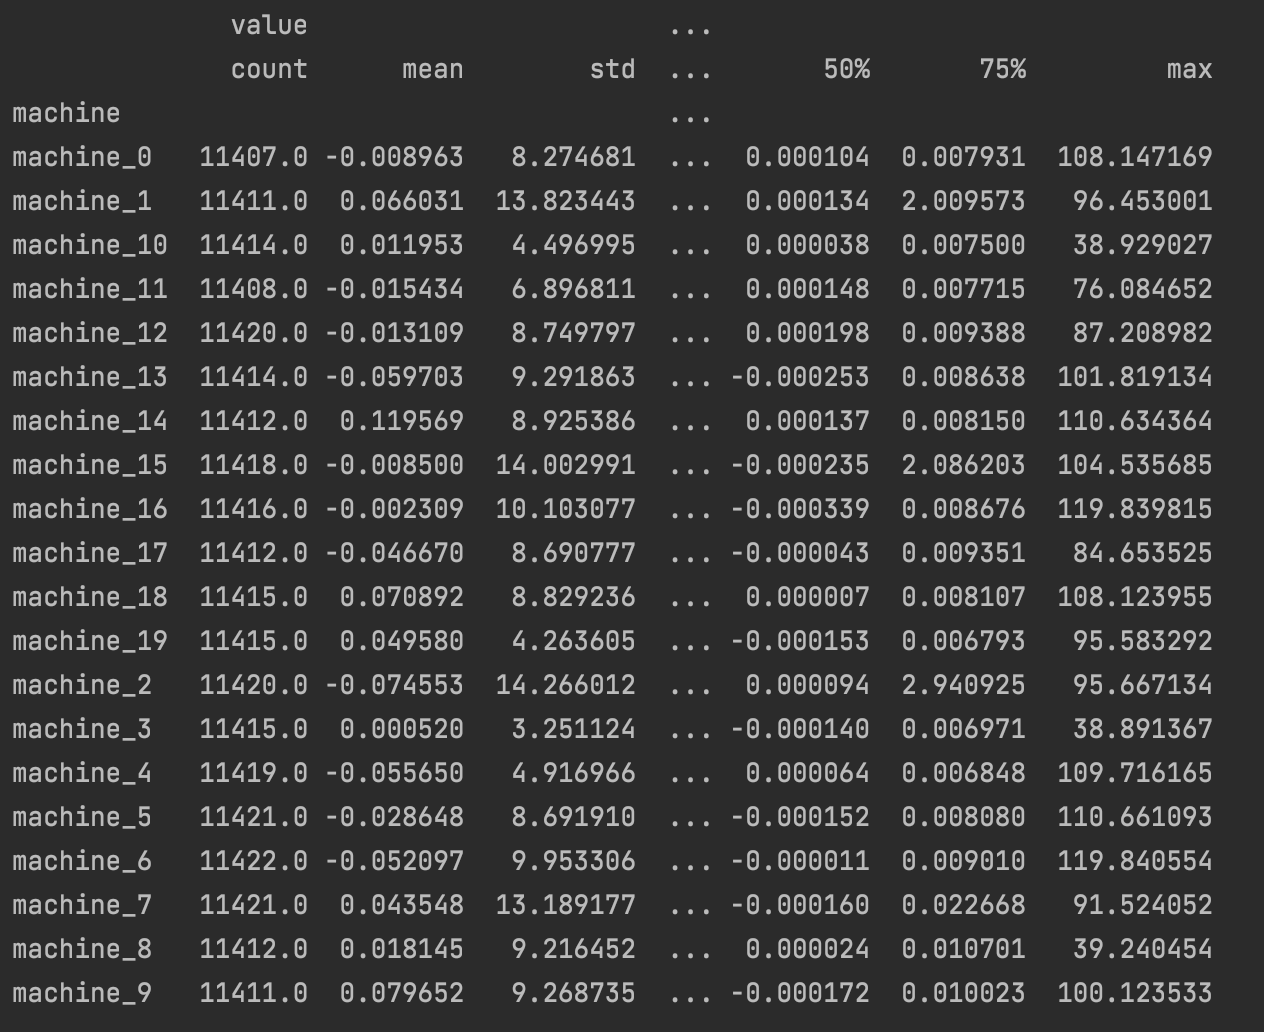 value ...
count mean std ... 50% 75% max
machine ...
machine_0 11407.0 -0.008963 8.274681 ... 0.000104 0.007931 108.147169
machine_1 11411.0 0.066031 13.823443 ... 0.000134 2.009573 96.453001
machine_10 11414.0 0.011953 4.496995 ... 0.000038 0.007500 38.929027
machine_11 11408.0 -0.015434 6.896811 ... 0.000148 0.007715 76.084652
machine_12 11420.0 -0.013109 8.749797 ... 0.000198 0.009388 87.208982
machine_13 11414.0 -0.059703 9.291863 ... -0.000253 0.008638 101.819134
machine_14 11412.0 0.119569 8.925386 ... 0.000137 0.008150 110.634364
machine_15 11418.0 -0.008500 14.002991 ... -0.000235 2.086203 104.535685
machine_16 11416.0 -0.002309 10.103077 ... -0.000339 0.008676 119.839815
machine_17 11412.0 -0.046670 8.690777 ... -0.000043 0.009351 84.653525
machine_18 11415.0 0.070892 8.829236 ... 0.000007 0.008107 108.123955
machine_19 11415.0 0.049580 4.263605 ... -0.000153 0.006793 95.583292
machine_2 11420.0 -0.074553 14.266012 ... 0.000094 2.940925 95.667134
machine_3 11415.0 0.000520 3.251124 ... -0.000140 0.006971 38.891367
machine_4 11419.0 -0.055650 4.916966 ... 0.000064 0.006848 109.716165
machine_5 11421.0 -0.028648 8.691910 ... -0.000152 0.008080 110.661093
machine_6 11422.0 -0.052097 9.953306 ... -0.000011 0.009010 119.840554
machine_7 11421.0 0.043548 13.189177 ... -0.000160 0.022668 91.524052
machine_8 11412.0 0.018145 9.216452 ... 0.000024 0.010701 39.240454
machine_9 11411.0 0.079652 9.268735 ... -0.000172 0.010023 100.123533